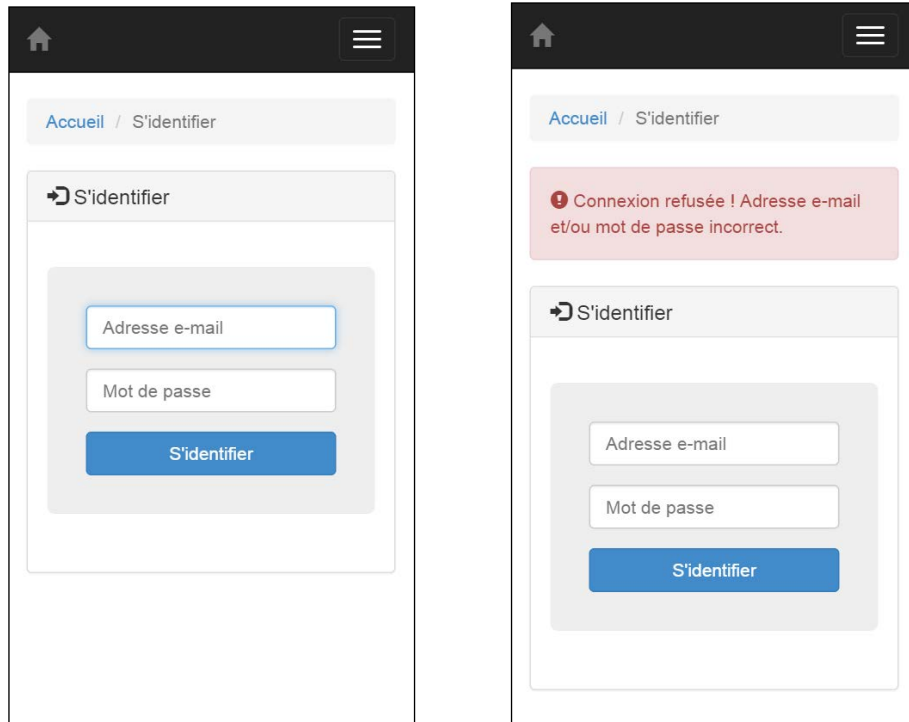 Accueil / S'identifier
S'identifier
Adresse e-mail
Mot de passe
S'identifier
Accueil / S'identifier
Connexion refusée ! Adresse e-mail
et/ou mot de passe incorrect.
S'identifier
Adresse e-mail
Mot de passe
S'identifier